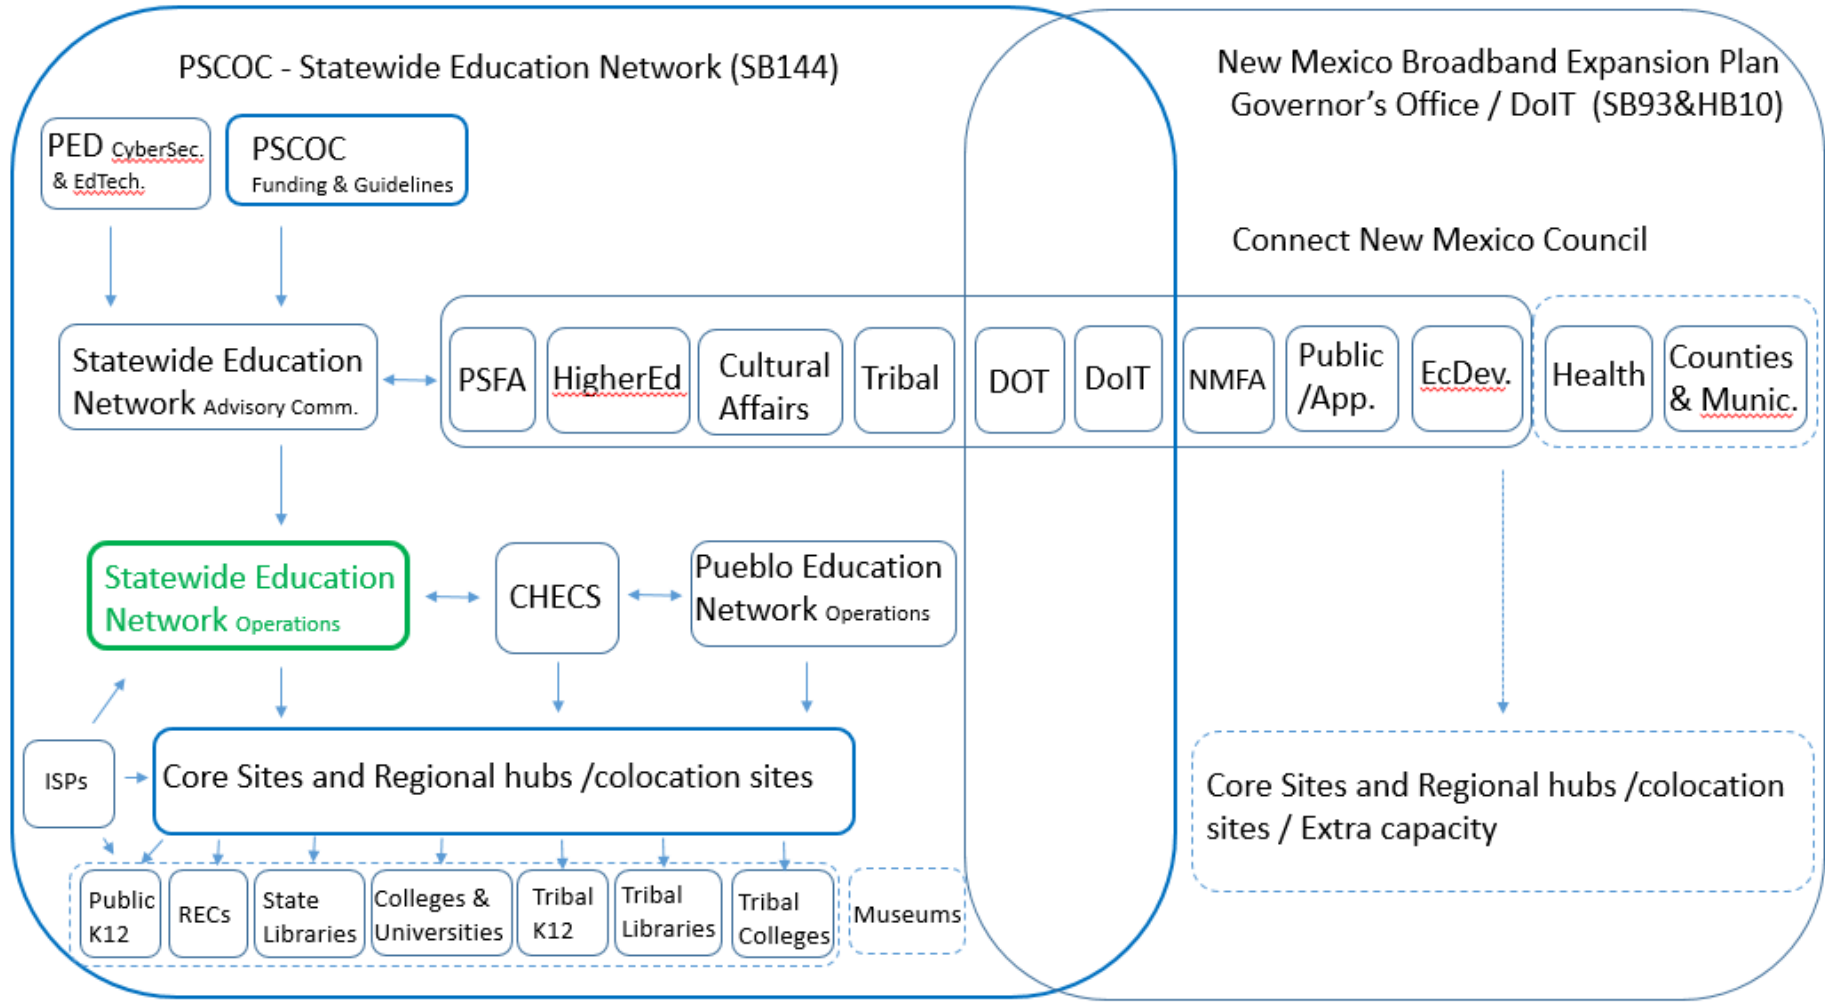 PSCOC - Statewide Education Network (SB144)
New Mexico Broadband Expansion Plan
Governor's Office / DoIT (SB93&HB10)
PED CyberSec.
& EdTech.
PSCOC
Funding & Guidelines
Connect New Mexico Council
Statewide Education
Network Advisory Comm.
PSFA
HigherEd
Cultural
Affairs
Tribal
DOT
DoIT
NMFA
Public
/App.
EcDev.
Health
Counties
& Munic.
Statewide Education
Network Operations
CHECS
Pueblo Education
Network Operations
ISPs
Core Sites and Regional hubs /colocation sites
Core Sites and Regional hubs /colocation
sites / Extra capacity
Public
K12
RECs
State
Libraries
Colleges &
Universities
Tribal
K12
Tribal
Libraries
Tribal
Colleges
Museums